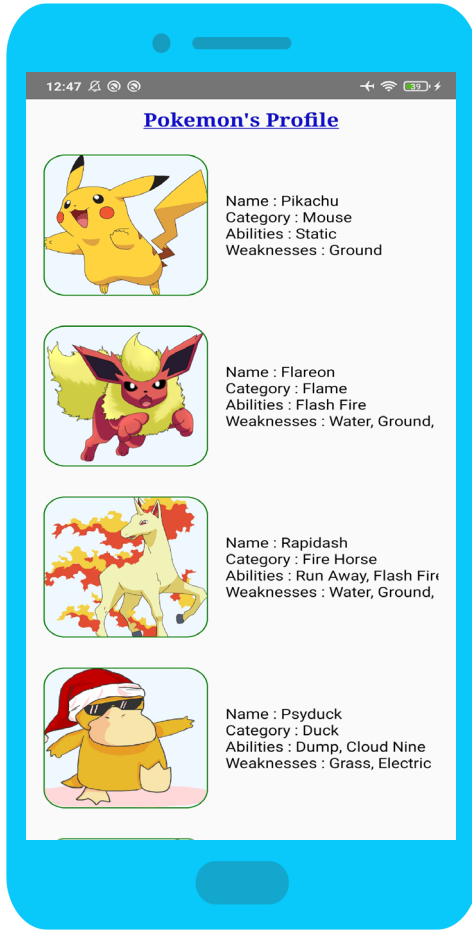 12:47
39
Pokemon's Profile
Name : Pikachu
Category : Mouse
Abilities : Static
Weaknesses : Ground
Name : Flareon
Category : Flame
Abilities : Flash Fire
Weaknesses : Water, Ground,
Name : Rapidash
Category : Fire Horse
Abilities : Run Away, Flash Fire
Weaknesses : Water, Ground,
Name : Psyduck
Category : Duck
Abilities : Dump, Cloud Nine
Weaknesses : Grass, Electric